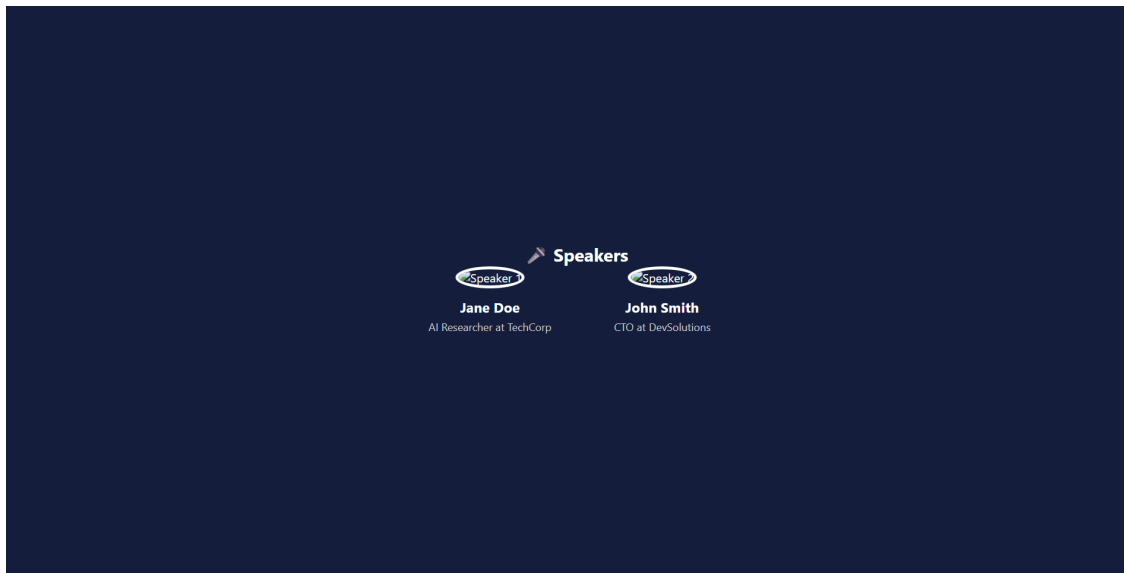 🎤 Speakers
Speaker 1 Speaker 2
Jane Doe John Smith
AI Researcher at TechCorp CTO at DevSolutions